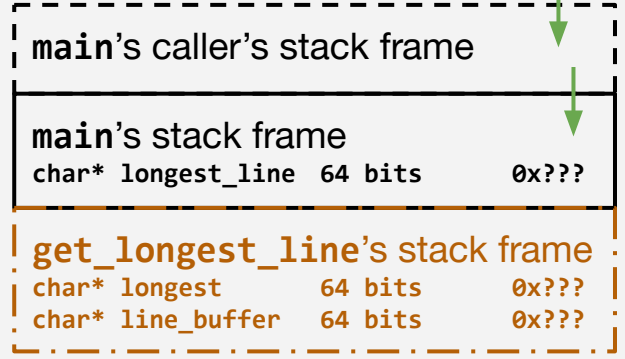 main’s caller’s stack frame
main’s stack frame
char* longest_line 64 bits 0x???
get_longest_line’s stack frame
char* longest 64 bits 0x???
char* line_buffer 64 bits 0x???